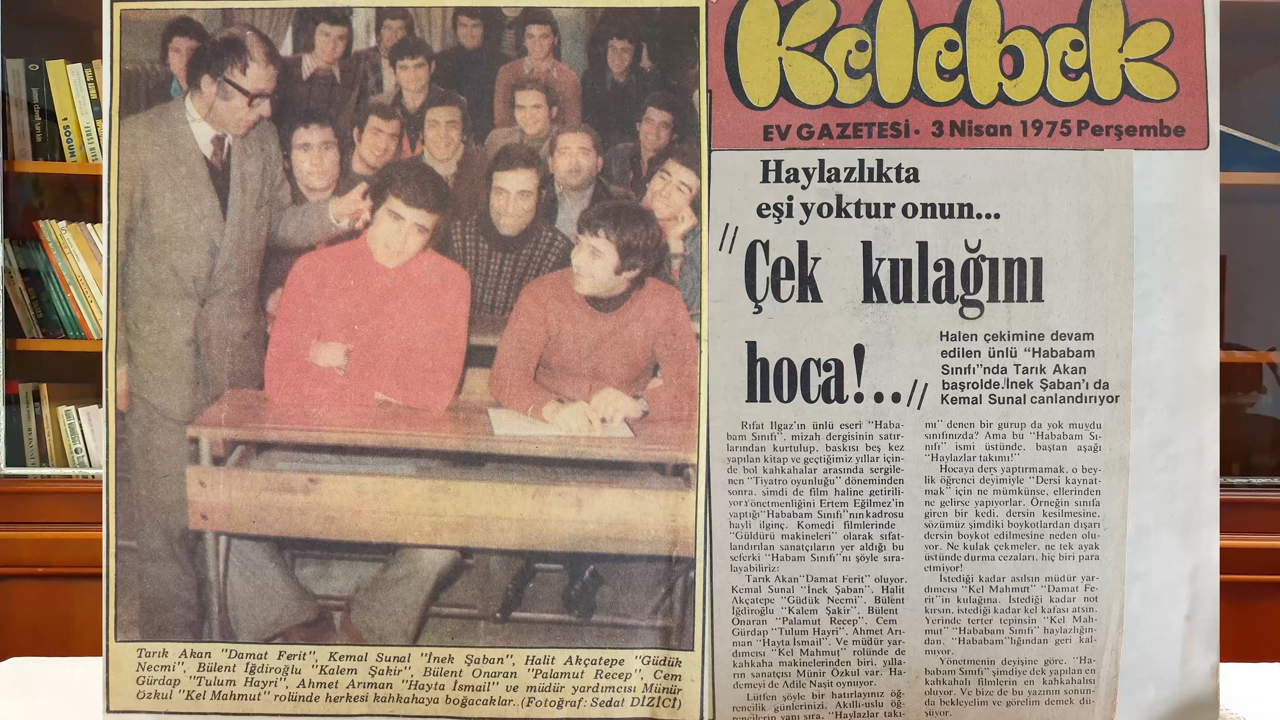 Kelebek
EV GAZETESİ · 3 Nisan 1975 Perşembe
Haylazlıkta
eşi yoktur onun...
"Çek kulağını
hoca!.."
Halen çekimine devam
edilen ünlü "Hababam
Sınıfı"nda Tarık Akan
başrolde. İnek Şaban'ı da
Kemal Sunal canlandırıyor
Rıfat Ilgaz'ın ünlü eseri "Haba-
bam Sınıfı", mizah dergisinin satır-
larından kurtulup, baskısı beş kez
yapılan kitap ve geçtiğimiz yıllar için-
de bol kahkahalar arasında sergile-
nen "Tiyatro oyunluğu" döneminden
sonra, şimdi de film haline getirili-
yor. Yönetmenliğini Ertem Eğilmez'in
yaptığı "Hababam Sınıfı"nın kadrosu
hayli ilginç. Komedi filmlerinde
"Güldürü makineleri" olarak sıfat-
landırılan sanatçıların yer aldığı bu
seferki "Habam Sınıfı"nı şöyle sıra-
layabiliriz:
Tarık Akan "Damat Ferit" oluyor.
Kemal Sunal "İnek Şaban", Halit
Akçatepe "Güdük Necmi", Bülent
İğdiroğlu "Kalem Şakir", Bülent
Onaran "Palamut Recep", Cem
Gürdap "Tulum Hayri", Ahmet Arı-
man "Hayta İsmail". Ve müdür yar-
dımcısı "Kel Mahmut" rolünde de
kahkaha makinelerinden biri, yılla-
rın sanatçısı Münir Özkul var. Ha-
demeyi de Adile Naşit oynuyor.
Lütfen şöyle bir hatırlayınız öğ-
rencilik günlerinizi. Akıllı-uslu öğ-
rencilerin yanı sıra, "Haylazlar takı-
mı" denen bir gurup da yok muydu
sınıfınızda? Ama bu "Hababam Sı-
nıfı" ismi üstünde, baştan aşağı
"Haylazlar takımı!"
Hocaya ders yaptırmamak, o bey-
lik öğrenci deyimiyle "Dersi kaynat-
mak" için ne mümkünse, ellerinden
ne gelirse yapıyorlar. Örneğin sınıfa
giren bir kedi, dersin kesilmesine,
sözümüz şimdiki boykotlardan dışarı
dersin boykot edilmesine neden olu-
yor. Ne kulak çekmeler, ne tek ayak
üstünde durma cezaları, hiç biri para
etmiyor!
İstediği kadar asılsın müdür yar-
dımcısı "Kel Mahmut" "Damat Fe-
rit"in kulağına. İstediği kadar not
kırsın, istediği kadar kel kafası atsın.
Yerinde terter tepinsin "Kel Mah-
mut" "Hababam Sınıfı" haylazlığın-
dan, "Hababam"lığından geri kal-
mıyor.
Yönetmenin deyişine göre, "Ha-
babam Sınıfı" şimdiye dek yapılan en
kahkahalı filmlerin en kahkahalısı
oluyor. Ve bize de bu yazının sonun-
da bekleyelim ve görelim demek dü-
şüyor.
Tarık Akan "Damat Ferit", Kemal Sunal "İnek Şaban", Halit Akçatepe "Güdük
Necmi", Bülent İğdiroğlu "Kalem Şakir", Bülent Onaran "Palamut Recep", Cem
Gürdap "Tulum Hayri", Ahmet Arıman "Hayta İsmail" ve müdür yardımcısı Münür
Özkul "Kel Mahmut" rolünde herkesi kahkahaya boğacaklar..(Fotoğraf: Sedat DİZİCİ)